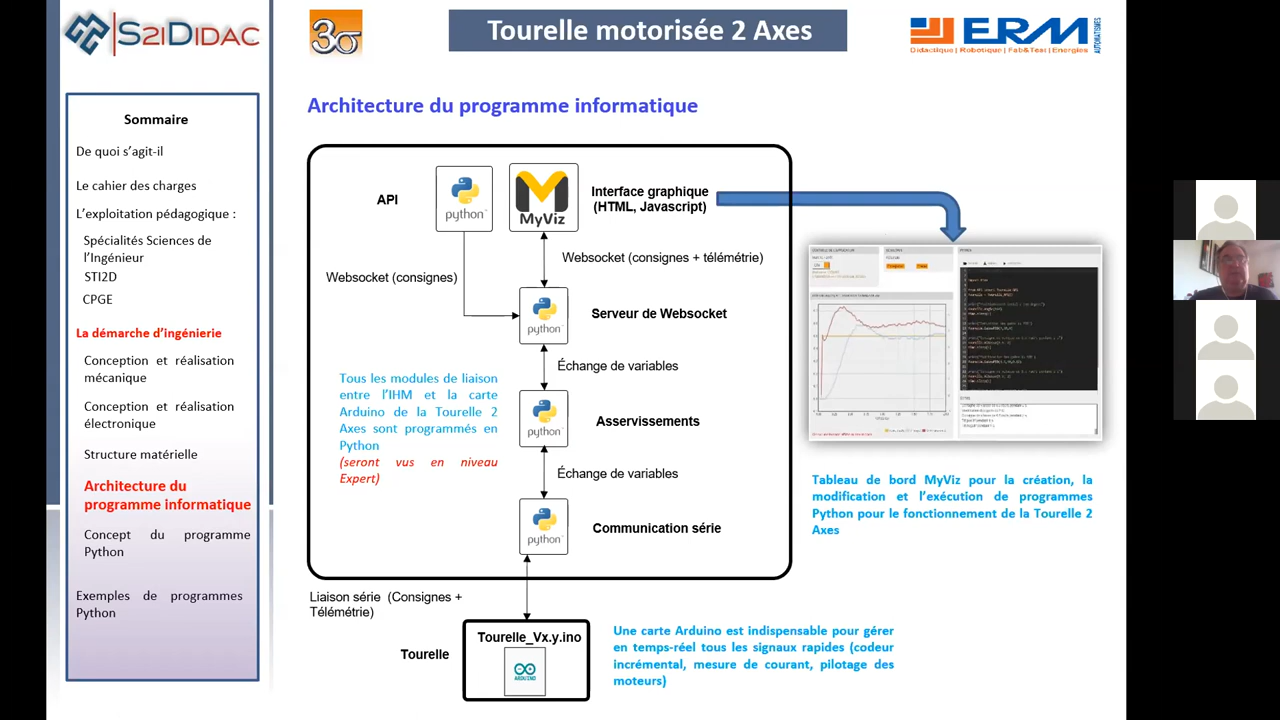 S2IDIDAC
3σ
Tourelle motorisée 2 Axes
ERM
AUTOMATISMES
Didactique | Robotique | Fab&Test | Energies
Sommaire
De quoi s'agit-il
Le cahier des charges
L'exploitation pédagogique :
Spécialités Sciences de
l'Ingénieur
STI2D
CPGE
La démarche d'ingénierie
Conception et réalisation
mécanique
Conception et réalisation
électronique
Structure matérielle
Architecture du
programme informatique
Concept du programme
Python
Exemples de programmes
Python
Architecture du programme informatique
API
python
MyViz
Interface graphique
(HTML, Javascript)
Websocket (consignes)
Websocket (consignes + télémétrie)
python
Serveur de Websocket
Échange de variables
Tous les modules de liaison
entre l'IHM et la carte
Arduino de la Tourelle 2
Axes sont programmés en
Python
(seront vus en niveau
Expert)
python
Asservissements
Échange de variables
python
Communication série
Liaison série (Consignes +
Télémétrie)
Tourelle
Tourelle_Vx.y.ino
ARDUINO
Tableau de bord MyViz pour la création, la
modification et l'exécution de programmes
Python pour le fonctionnement de la Tourelle 2
Axes
Une carte Arduino est indispensable pour gérer
en temps-réel tous les signaux rapides (codeur
incrémental, mesure de courant, pilotage des
moteurs)